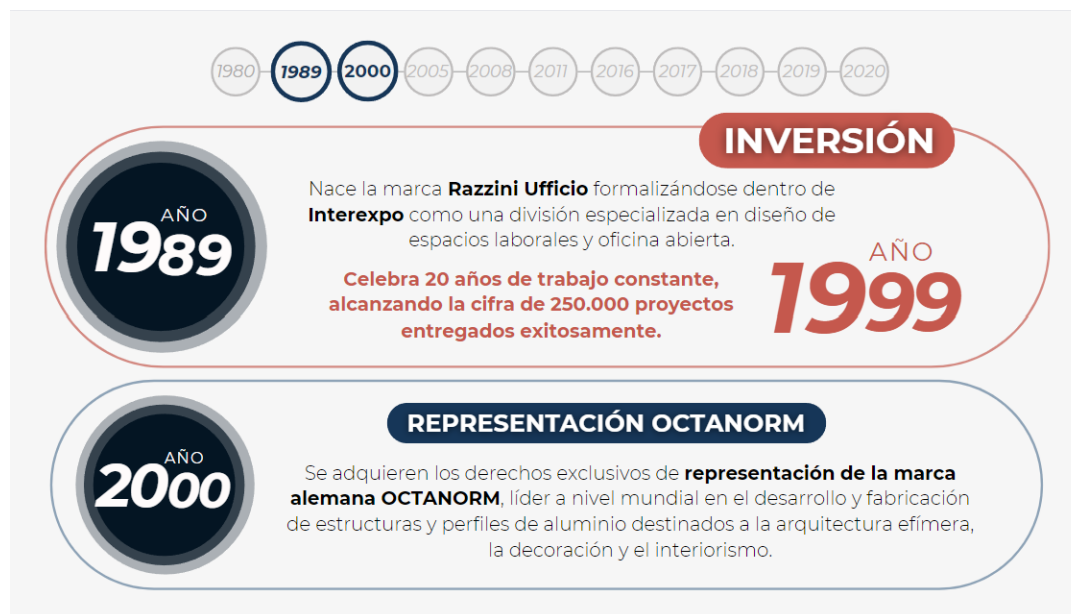 1980 1989 2000 2005 2008 2011 2016 2017 2018 2019 2020
INVERSIÓN
AÑO
1989
Nace la marca Razzini Ufficio formalizándose dentro de
Interexpo como una división especializada en diseño de
espacios laborales y oficina abierta.
Celebra 20 años de trabajo constante,
alcanzando la cifra de 250.000 proyectos
entregados exitosamente.
AÑO
1999
REPRESENTACIÓN OCTANORM
AÑO
2000
Se adquieren los derechos exclusivos de representación de la marca
alemana OCTANORM, líder a nivel mundial en el desarrollo y fabricación
de estructuras y perfiles de aluminio destinados a la arquitectura efímera,
la decoración y el interiorismo.